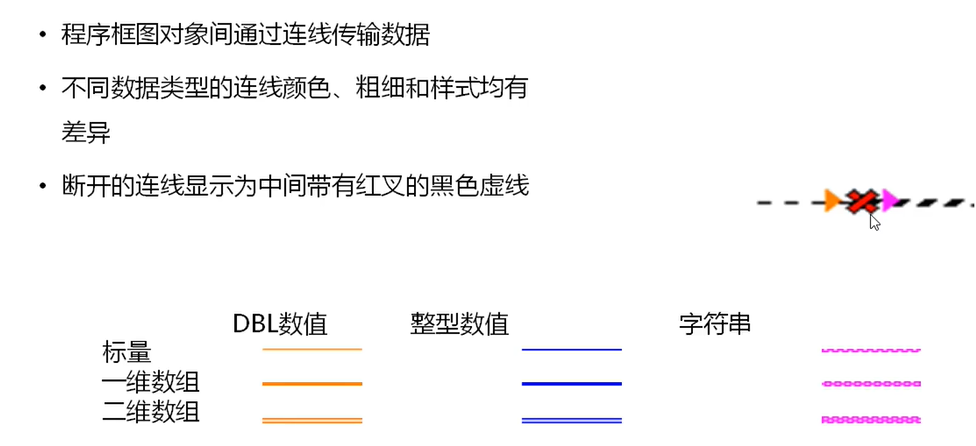 • 程序框图对象间通过连线传输数据
• 不同数据类型的连线颜色、粗细和样式均有
差异
• 断开的连线显示为中间带有红叉的黑色虚线
DBL数值 整型数值 字符串
标量
一维数组
二维数组